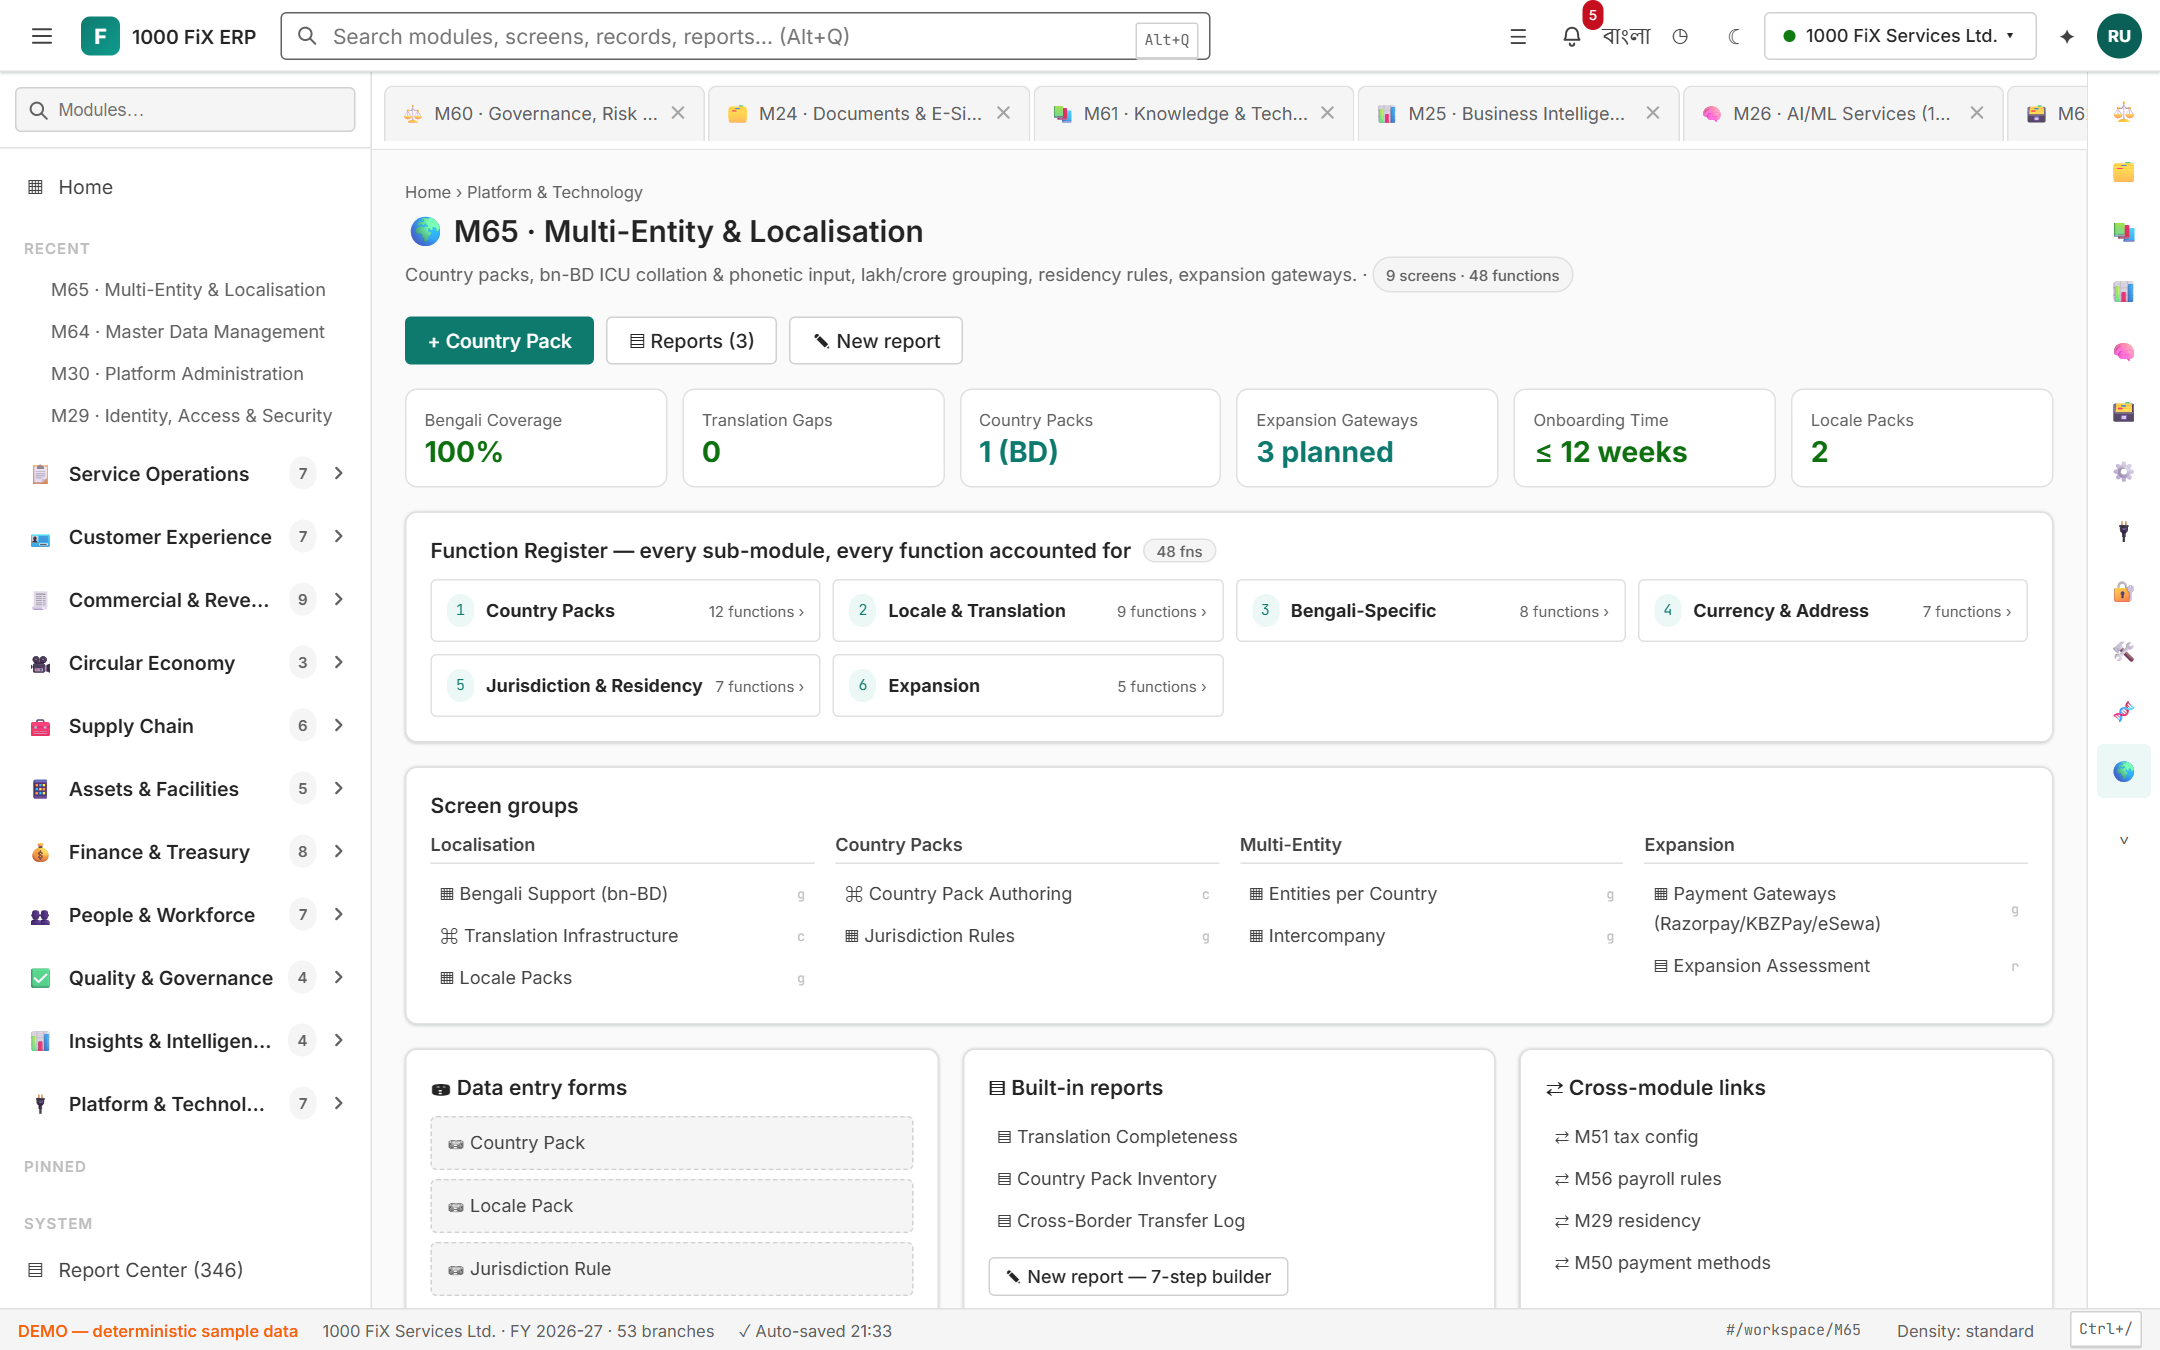 F 1000 FiX ERP
Search modules, screens, records, reports... (Alt+Q)
Alt+Q
5
বাংলা
1000 FiX Services Ltd.
RU
Modules...
Home
RECENT
M65 · Multi-Entity & Localisation
M64 · Master Data Management
M30 · Platform Administration
M29 · Identity, Access & Security
Service Operations 7
Customer Experience 7
Commercial & Reve... 9
Circular Economy 3
Supply Chain 6
Assets & Facilities 5
Finance & Treasury 8
People & Workforce 7
Quality & Governance 4
Insights & Intelligen... 4
Platform & Technol... 7
PINNED
SYSTEM
Report Center (346)
M60 · Governance, Risk ...
M24 · Documents & E-Si...
M61 · Knowledge & Tech...
M25 · Business Intellige...
M26 · AI/ML Services (1...
Home › Platform & Technology
M65 · Multi-Entity & Localisation
Country packs, bn-BD ICU collation & phonetic input, lakh/crore grouping, residency rules, expansion gateways. · 9 screens · 48 functions
+ Country Pack
Reports (3)
New report
Bengali Coverage
100%
Translation Gaps
0
Country Packs
1 (BD)
Expansion Gateways
3 planned
Onboarding Time
≤ 12 weeks
Locale Packs
2
Function Register — every sub-module, every function accounted for 48 fns
1 Country Packs 12 functions ›
2 Locale & Translation 9 functions ›
3 Bengali-Specific 8 functions ›
4 Currency & Address 7 functions ›
5 Jurisdiction & Residency 7 functions ›
6 Expansion 5 functions ›
Screen groups
Localisation
Bengali Support (bn-BD) g
Translation Infrastructure c
Locale Packs g
Country Packs
Country Pack Authoring c
Jurisdiction Rules g
Multi-Entity
Entities per Country g
Intercompany g
Expansion
Payment Gateways
(Razorpay/KBZPay/eSewa) g
Expansion Assessment r
Data entry forms
Country Pack
Locale Pack
Jurisdiction Rule
Built-in reports
Translation Completeness
Country Pack Inventory
Cross-Border Transfer Log
New report — 7-step builder
Cross-module links
M51 tax config
M56 payroll rules
M29 residency
M50 payment methods
DEMO — deterministic sample data
1000 FiX Services Ltd. · FY 2026-27 · 53 branches
✓ Auto-saved 21:33
#/workspace/M65
Density: standard
Ctrl+/